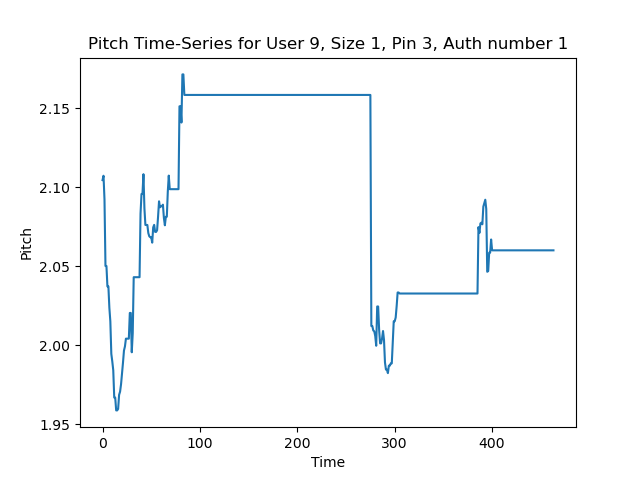 Pitch Time-Series for User 9, Size 1, Pin 3, Auth number 1
2.15
2.10
2.05
2.00
1.95
Pitch
0 100 200 300 400
Time